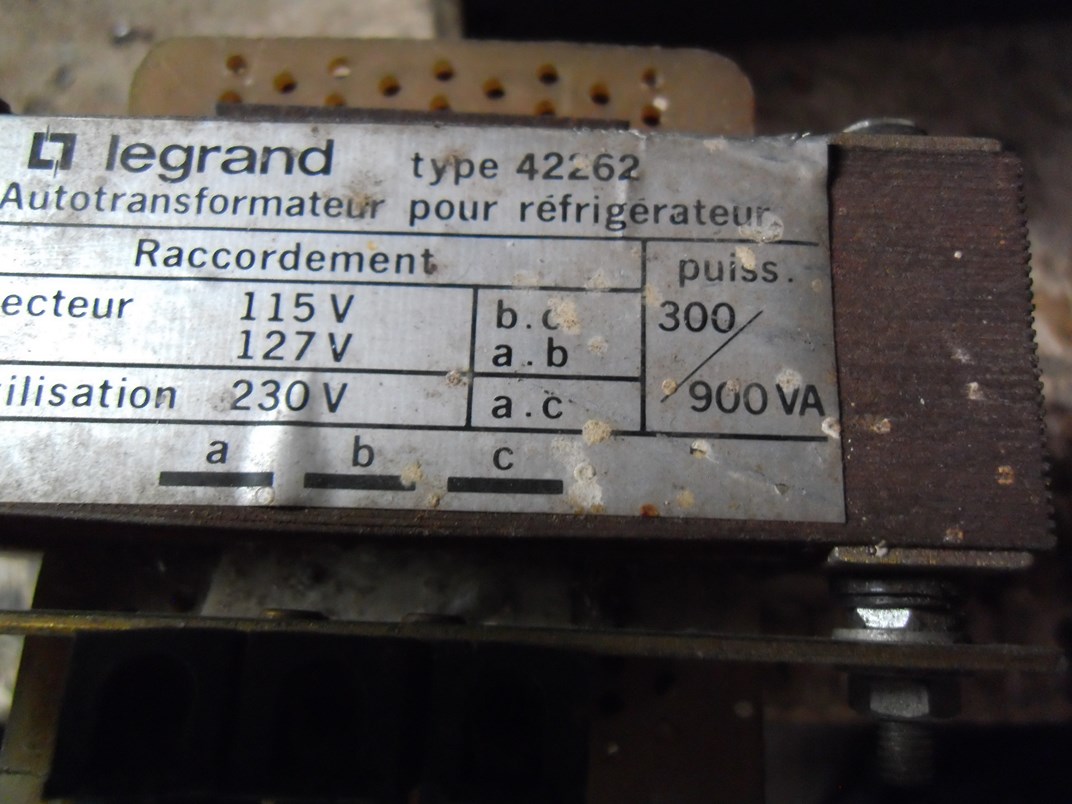 legrand type 42262
Autotransformateur pour réfrigérateur
Raccordement puiss.
ecteur 115 V b.c 300/
127 V a.b
ilisation 230 V a.c 900 VA
a b c